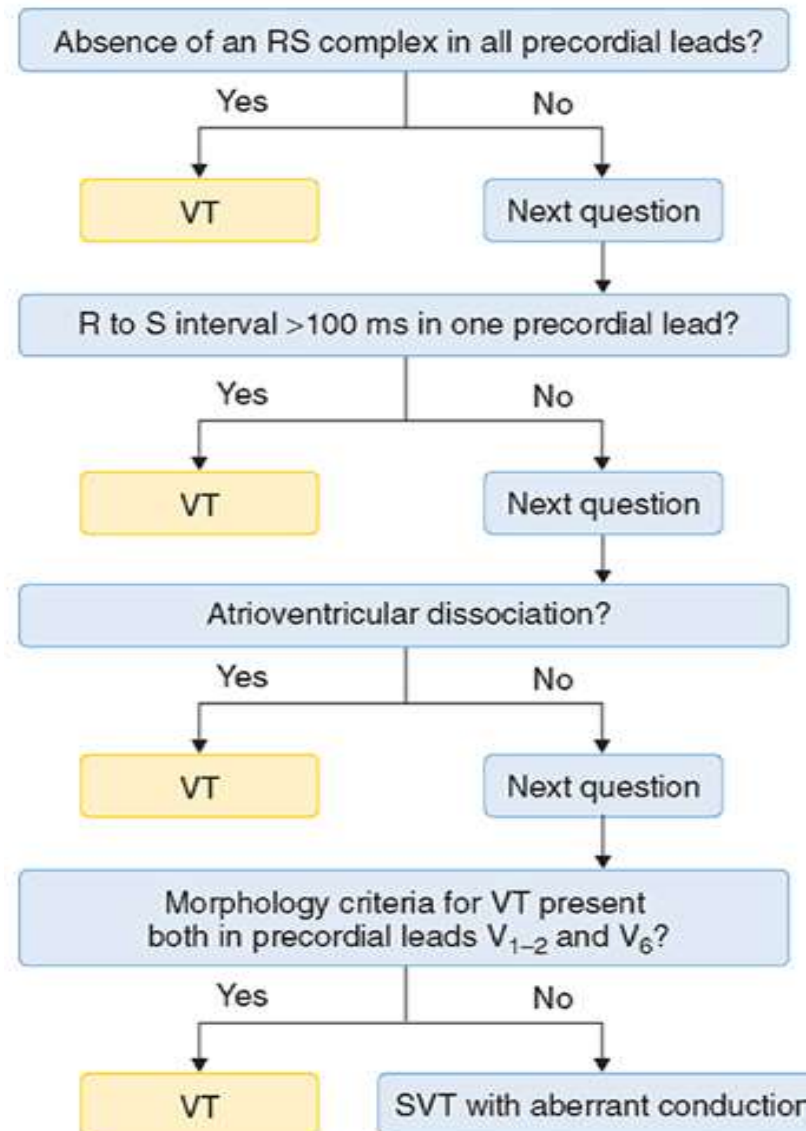 Absence of an RS complex in all precordial leads?
Yes No
VT Next question
R to S interval >100 ms in one precordial lead?
Yes No
VT Next question
Atrioventricular dissociation?
Yes No
VT Next question
Morphology criteria for VT present
both in precordial leads V₁₋₂ and V₆?
Yes No
VT SVT with aberrant conduction